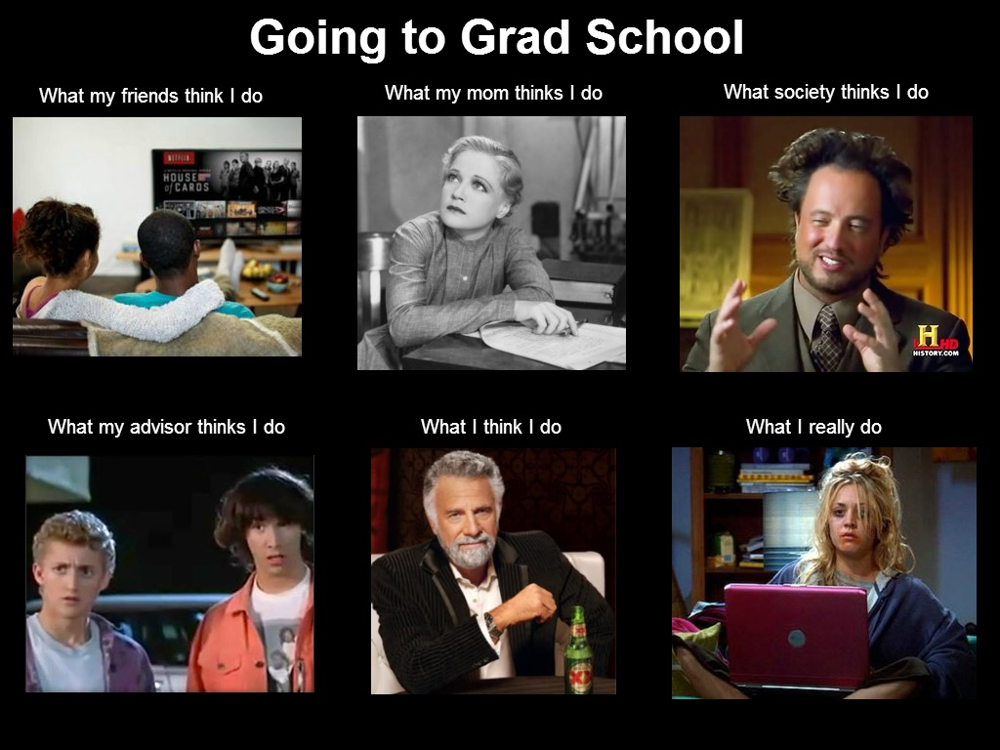 Going to Grad School
What my friends think I do
What my mom thinks I do
What society thinks I do
NETFLIX
HOUSE
of CARDS
H
HD
HISTORY.COM
What my advisor thinks I do
What I think I do
What I really do
XX